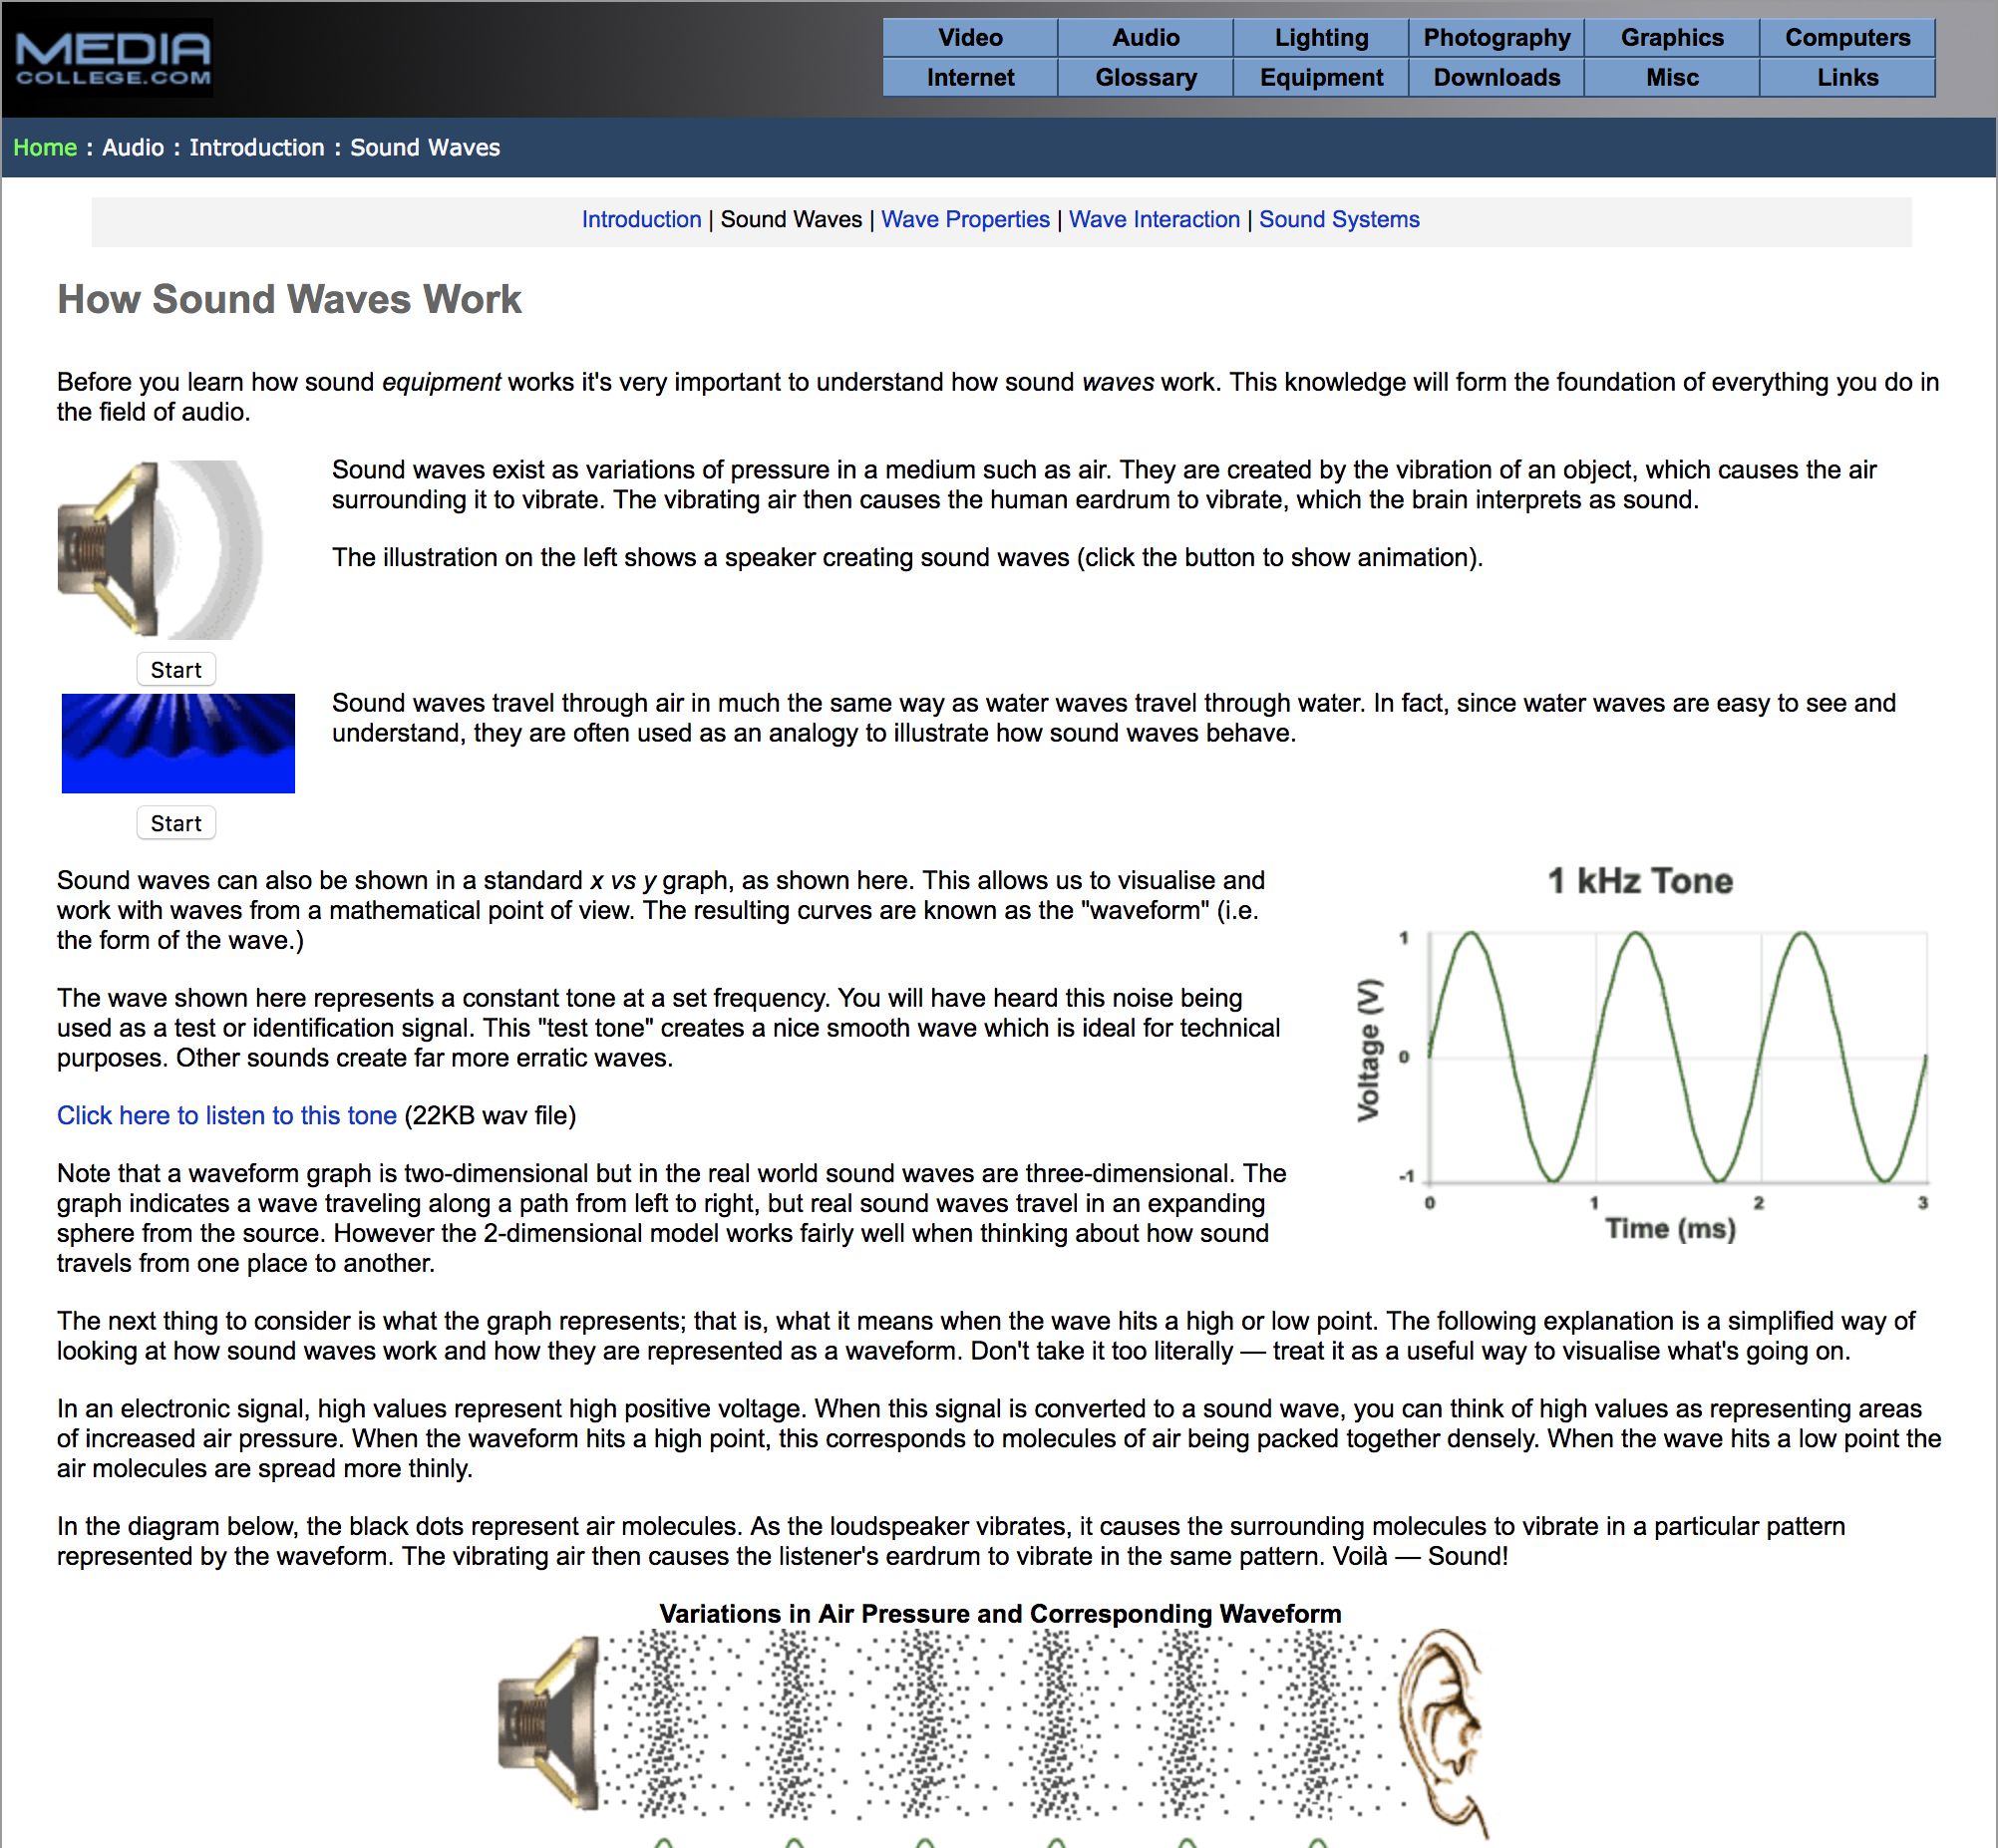 MEDIA
COLLEGE.COM
Video Audio Lighting Photography Graphics Computers
Internet Glossary Equipment Downloads Misc Links
Home : Audio : Introduction : Sound Waves
Introduction | Sound Waves | Wave Properties | Wave Interaction | Sound Systems
How Sound Waves Work
Before you learn how sound equipment works it's very important to understand how sound waves work. This knowledge will form the foundation of everything you do in
the field of audio.
Sound waves exist as variations of pressure in a medium such as air. They are created by the vibration of an object, which causes the air
surrounding it to vibrate. The vibrating air then causes the human eardrum to vibrate, which the brain interprets as sound.
The illustration on the left shows a speaker creating sound waves (click the button to show animation).
Start
Sound waves travel through air in much the same way as water waves travel through water. In fact, since water waves are easy to see and
understand, they are often used as an analogy to illustrate how sound waves behave.
Start
Sound waves can also be shown in a standard x vs y graph, as shown here. This allows us to visualise and
work with waves from a mathematical point of view. The resulting curves are known as the "waveform" (i.e.
the form of the wave.)
The wave shown here represents a constant tone at a set frequency. You will have heard this noise being
used as a test or identification signal. This "test tone" creates a nice smooth wave which is ideal for technical
purposes. Other sounds create far more erratic waves.
Click here to listen to this tone (22KB wav file)
Note that a waveform graph is two-dimensional but in the real world sound waves are three-dimensional. The
graph indicates a wave traveling along a path from left to right, but real sound waves travel in an expanding
sphere from the source. However the 2-dimensional model works fairly well when thinking about how sound
travels from one place to another.
1 kHz Tone
1
Voltage (V)
0
-1
0 1 2 3
Time (ms)
The next thing to consider is what the graph represents; that is, what it means when the wave hits a high or low point. The following explanation is a simplified way of
looking at how sound waves work and how they are represented as a waveform. Don't take it too literally — treat it as a useful way to visualise what's going on.
In an electronic signal, high values represent high positive voltage. When this signal is converted to a sound wave, you can think of high values as representing areas
of increased air pressure. When the waveform hits a high point, this corresponds to molecules of air being packed together densely. When the wave hits a low point the
air molecules are spread more thinly.
In the diagram below, the black dots represent air molecules. As the loudspeaker vibrates, it causes the surrounding molecules to vibrate in a particular pattern
represented by the waveform. The vibrating air then causes the listener's eardrum to vibrate in the same pattern. Voilà — Sound!
Variations in Air Pressure and Corresponding Waveform